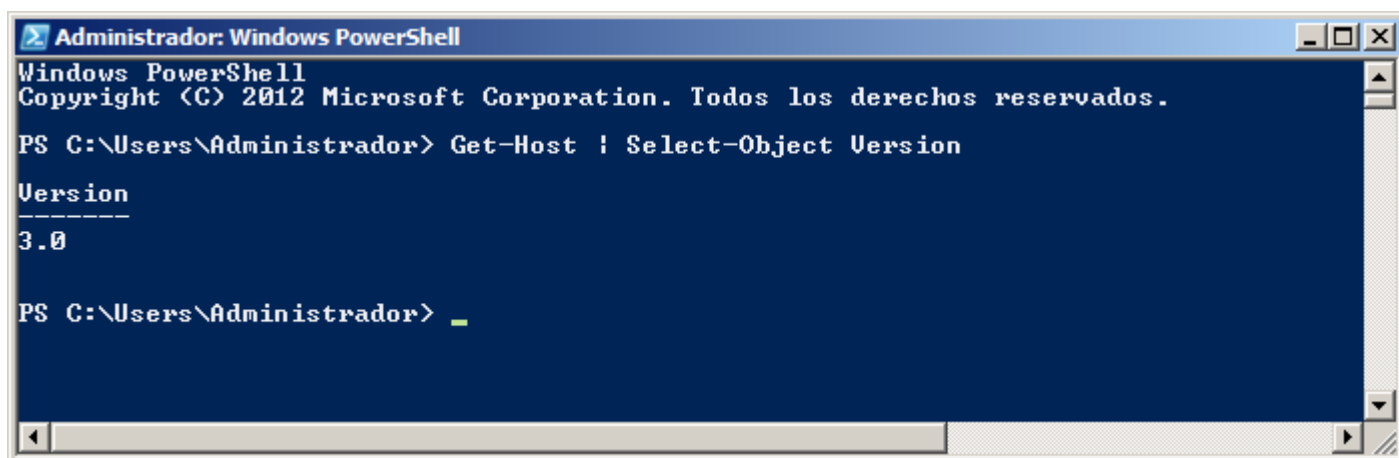 Administrador: Windows PowerShell
Windows PowerShell
Copyright (C) 2012 Microsoft Corporation. Todos los derechos reservados.
PS C:\Users\Administrador> Get-Host | Select-Object Version
Version
-------
3.0
PS C:\Users\Administrador> _